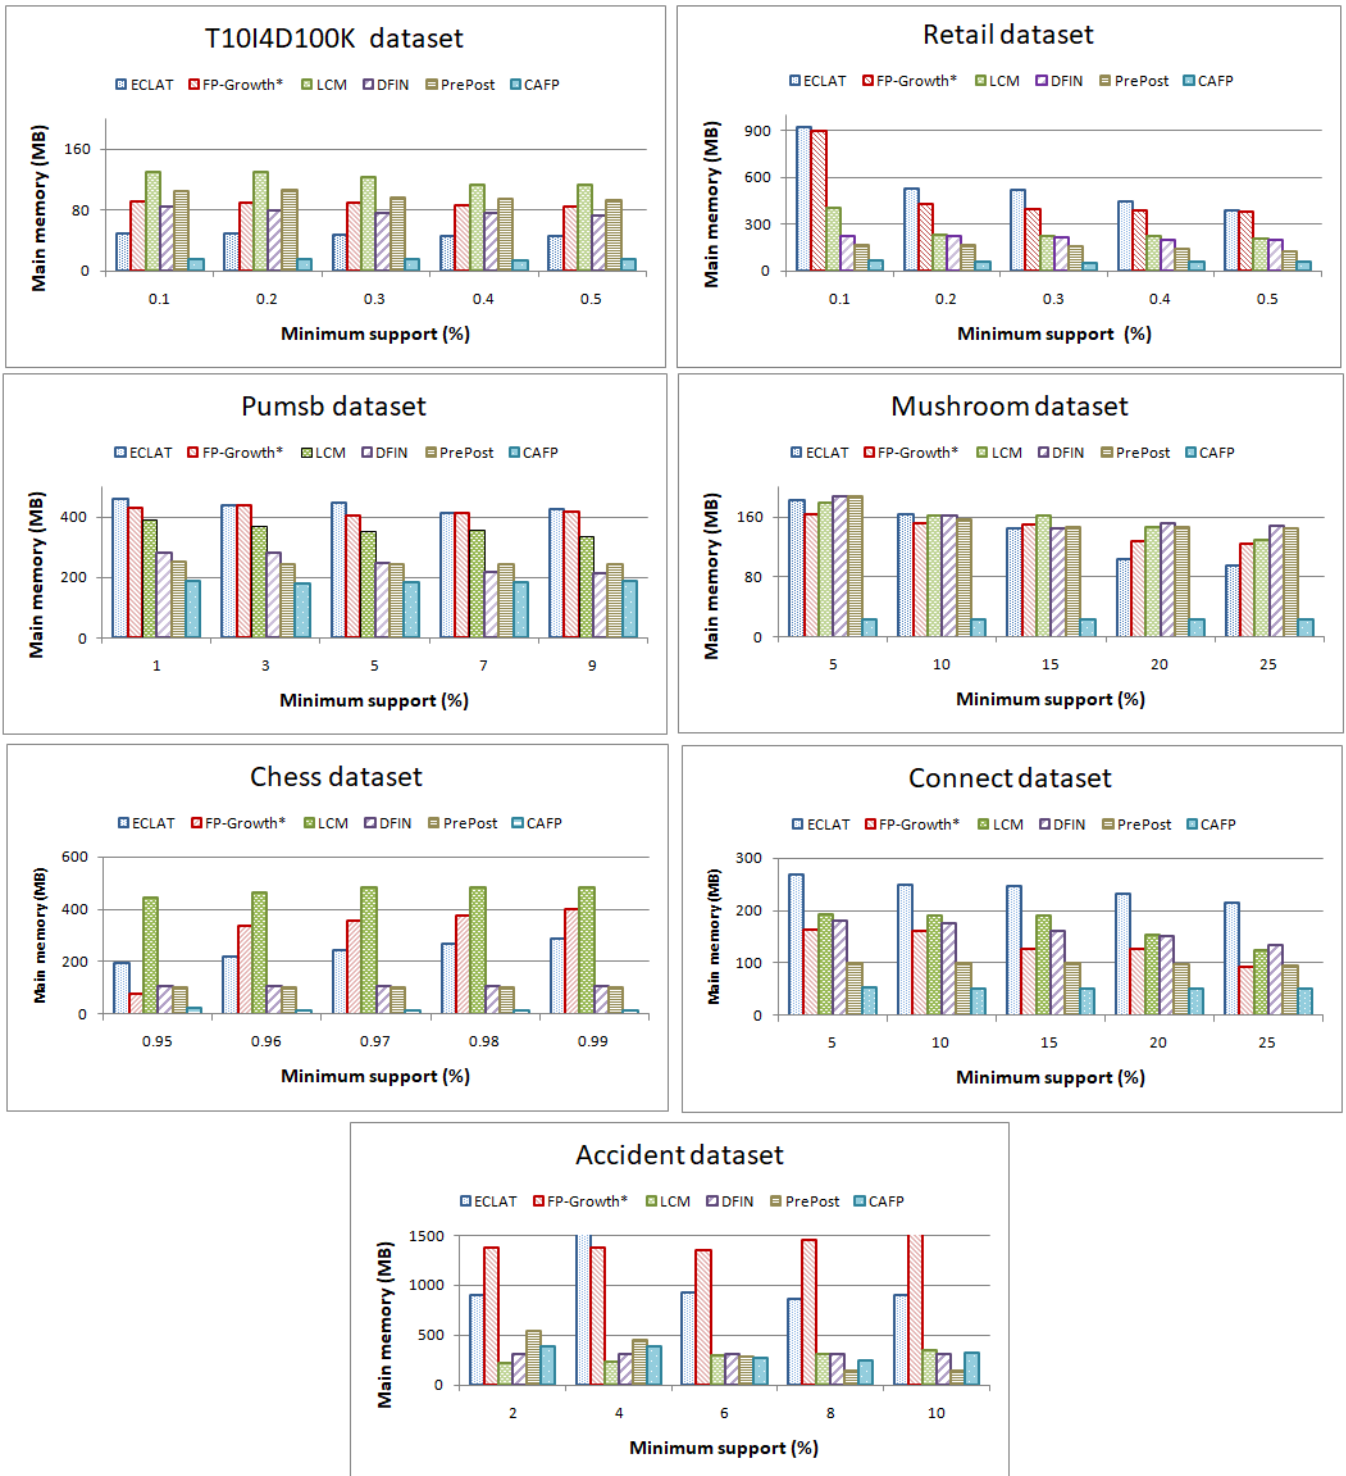 T10I4D100K dataset
ECLAT FP-Growth* LCM DFIN PrePost CAFP
Main memory (MB)
160
80
0
0.1 0.2 0.3 0.4 0.5
Minimum support (%)
Retail dataset
ECLAT FP-Growth* LCM DFIN PrePost CAFP
Main memory (MB)
900
600
300
0
0.1 0.2 0.3 0.4 0.5
Minimum support (%)
Pumsb dataset
ECLAT FP-Growth* LCM DFIN PrePost CAFP
Main memory (MB)
400
200
0
1 3 5 7 9
Minimum support (%)
Mushroom dataset
ECLAT FP-Growth* LCM DFIN PrePost CAFP
Main memory (MB)
160
80
0
5 10 15 20 25
Minimum support (%)
Chess dataset
ECLAT FP-Growth* LCM DFIN PrePost CAFP
Main memory (MB)
600
400
200
0
0.95 0.96 0.97 0.98 0.99
Minimum support (%)
Connect dataset
ECLAT FP-Growth* LCM DFIN PrePost CAFP
Main memory (MB)
300
200
100
0
5 10 15 20 25
Minimum support (%)
Accident dataset
ECLAT FP-Growth* LCM DFIN PrePost CAFP
Main memory (MB)
1500
1000
500
0
2 4 6 8 10
Minimum support (%)